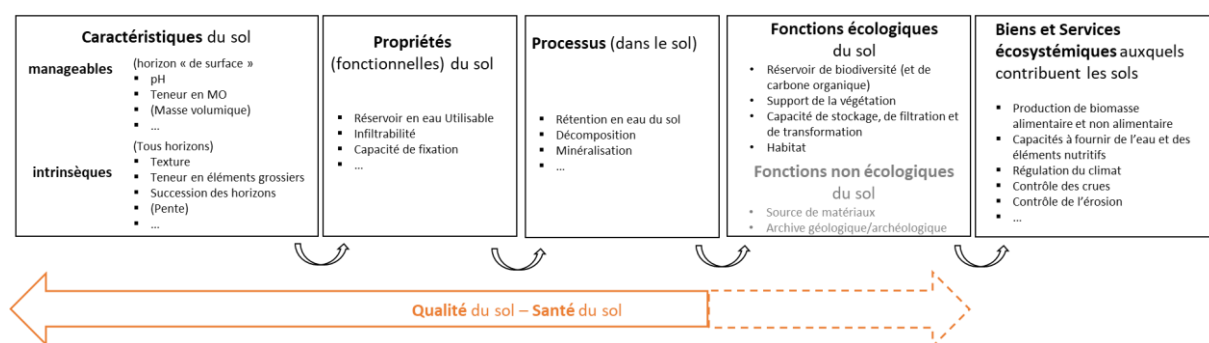 Caractéristiques du sol
manageables
(horizon « de surface »
▪ pH
▪ Teneur en MO
▪ (Masse volumique)
▪ ...
(Tous horizons)
intrinsèques
▪ Texture
▪ Teneur en éléments grossiers
▪ Succession des horizons
▪ (Pente)
▪ ...
Propriétés
(fonctionnelles) du sol
▪ Réservoir en eau Utilisable
▪ Infiltrabilité
▪ Capacité de fixation
▪ ...
Processus (dans le sol)
▪ Rétention en eau du sol
▪ Décomposition
▪ Minéralisation
▪ ...
Fonctions écologiques
du sol
• Réservoir de biodiversité (et de
carbone organique)
• Support de la végétation
• Capacité de stockage, de filtration et
de transformation
• Habitat
Fonctions non écologiques
du sol
• Source de matériaux
• Archive géologique/archéologique
Biens et Services
écosystémiques auxquels
contribuent les sols
▪ Production de biomasse
alimentaire et non alimentaire
▪ Capacités à fournir de l'eau et des
éléments nutritifs
▪ Régulation du climat
▪ Contrôle des crues
▪ Contrôle de l'érosion
▪ ...
Qualité du sol – Santé du sol